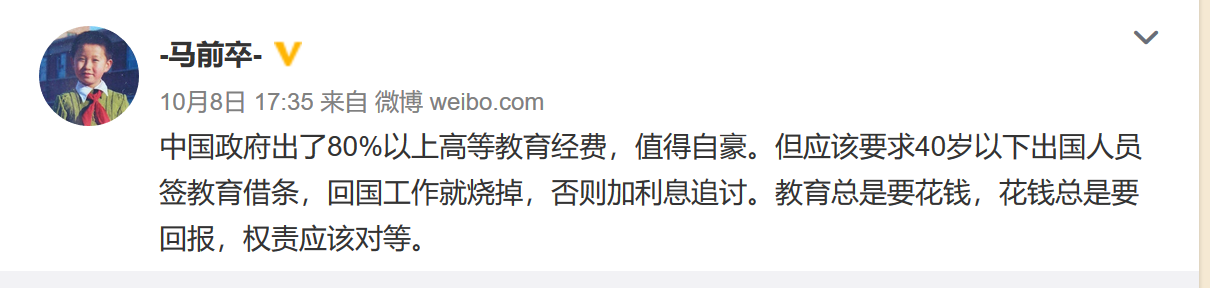 -马前卒-
10月8日 17:35 来自 微博 weibo.com
中国政府出了80%以上高等教育经费，值得自豪。但应该要求40岁以下出国人员
签教育借条，回国工作就烧掉，否则加利息追讨。教育总是要花钱，花钱总是要
回报，权责应该对等。